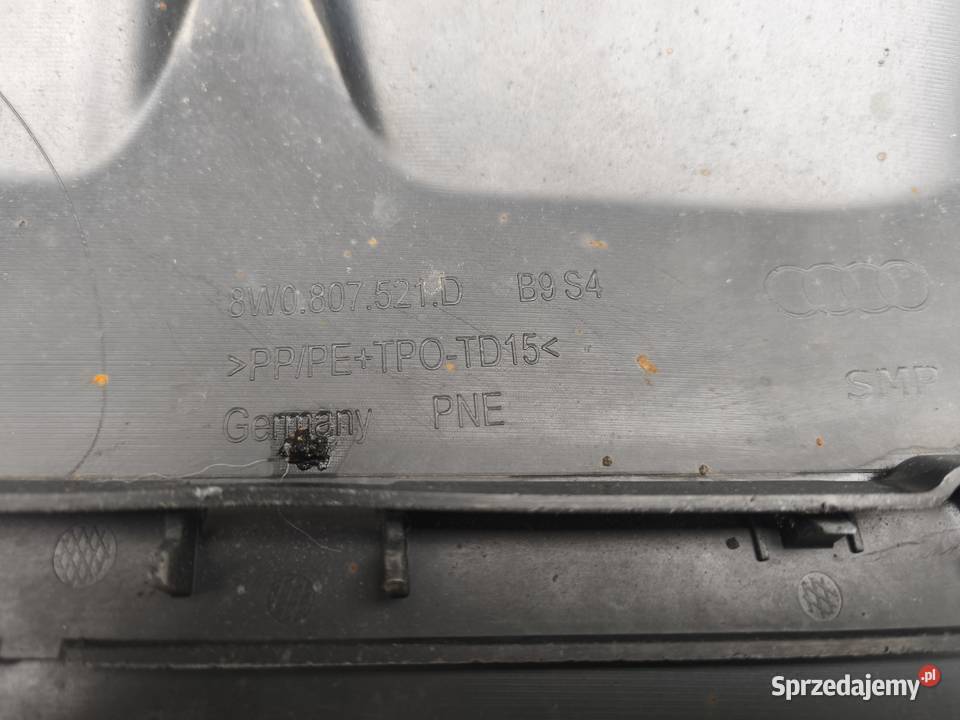 8W0.807.521.D B9 S4
>PP/PE+TPO-TD15<
SMP
Germany PNE
Sprzedajemy.pl